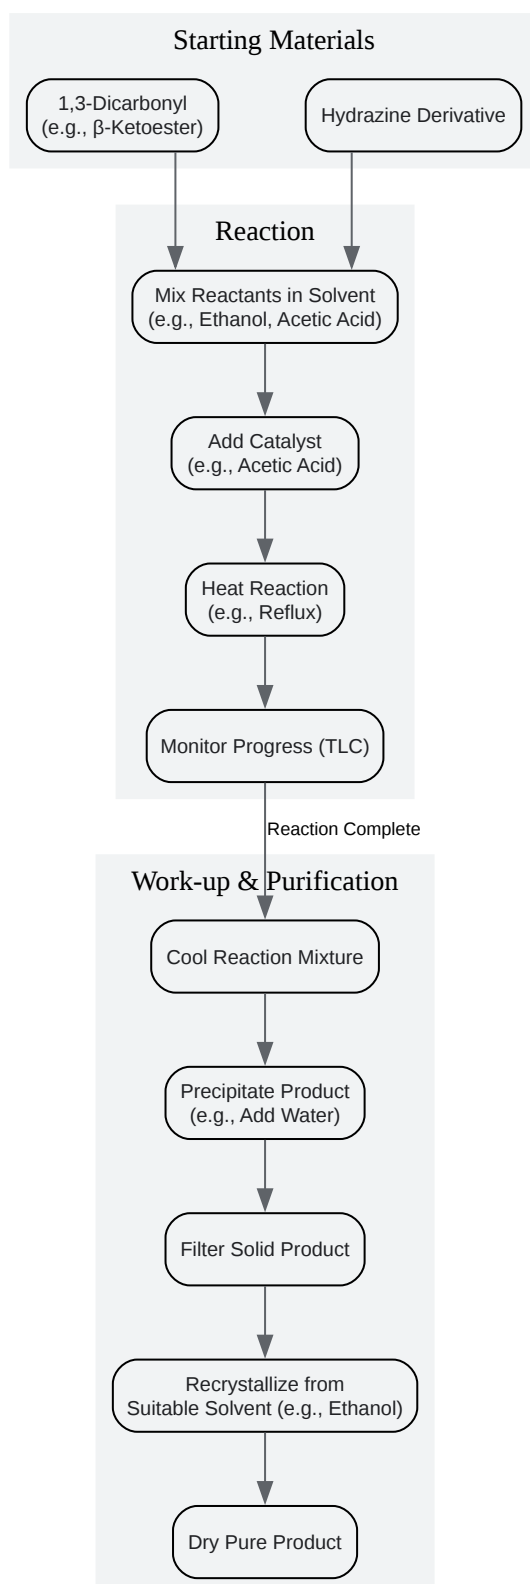 Starting Materials
1,3-Dicarbonyl
(e.g., β-Ketoester)
Hydrazine Derivative
Reaction
Mix Reactants in Solvent
(e.g., Ethanol, Acetic Acid)
Add Catalyst
(e.g., Acetic Acid)
Heat Reaction
(e.g., Reflux)
Monitor Progress (TLC)
Reaction Complete
Work-up & Purification
Cool Reaction Mixture
Precipitate Product
(e.g., Add Water)
Filter Solid Product
Recrystallize from
Suitable Solvent (e.g., Ethanol)
Dry Pure Product